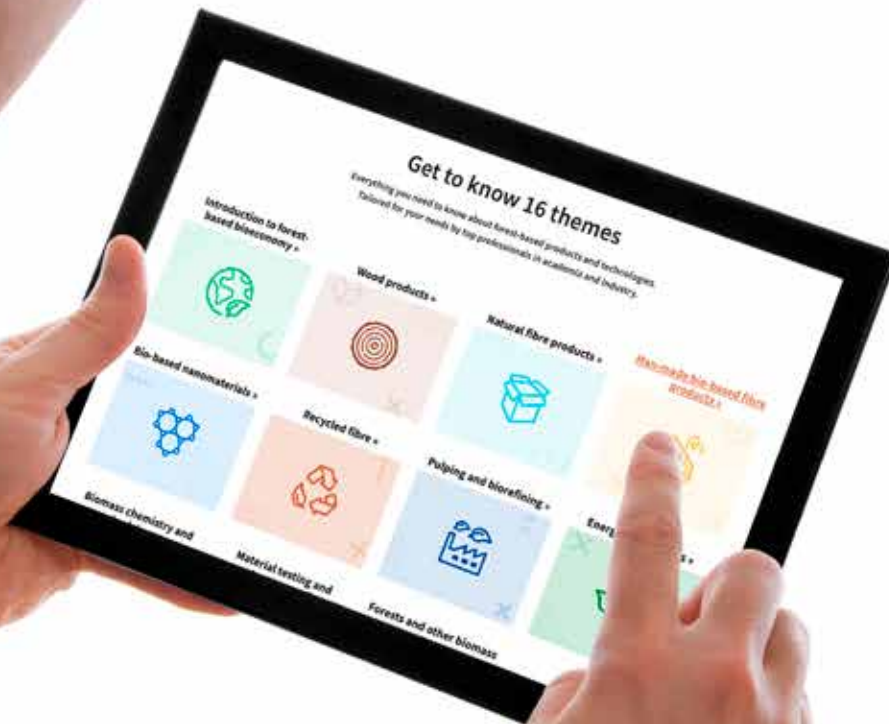 Get to know 16 themes
Everything you need to know about forest-based products and technologies.
Tailored for your needs by top professionals in academia and industry.
Introduction to forest-
based bioeconomy »
Wood products »
Natural fibre products »
Man-made bio-based fibre
products »
Bio-based nanomaterials »
Recycled fibre »
Pulping and biorefining »
Biomass chemistry and
Material testing and
Forests and other biomass